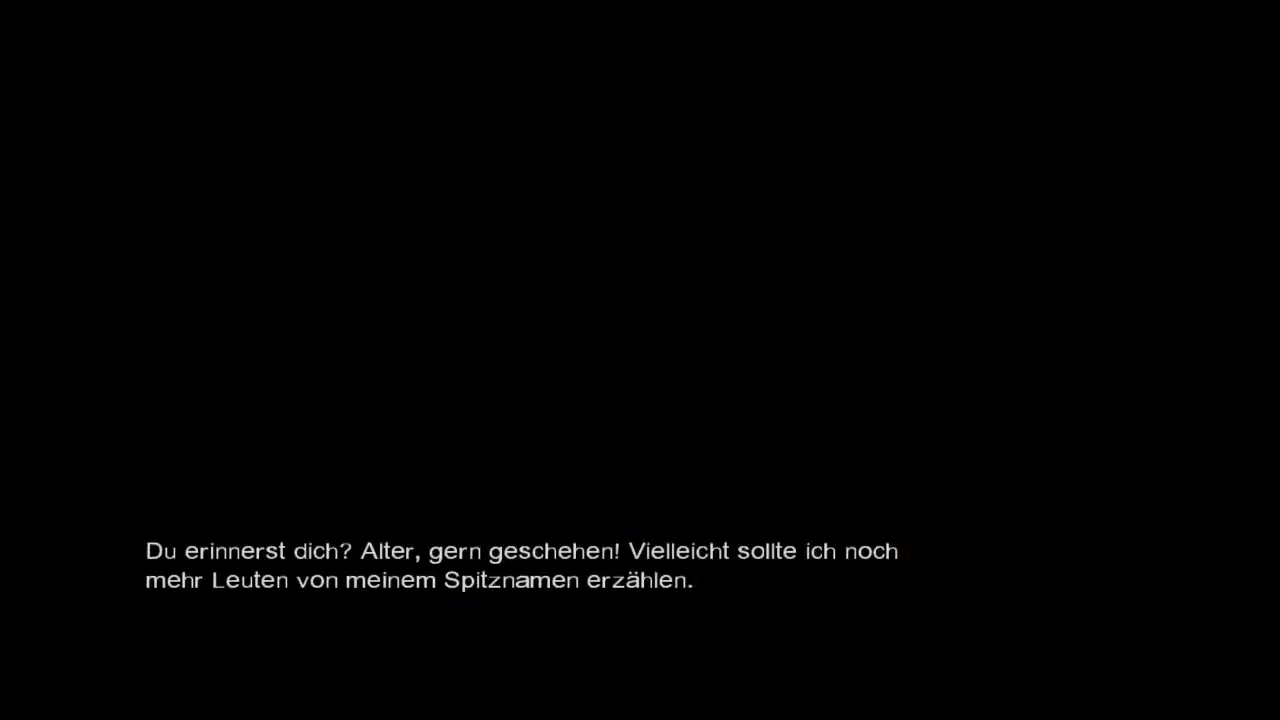 Du erinnerst dich? Alter, gern geschehen! Vielleicht sollte ich noch
mehr Leuten von meinem Spitznamen erzählen.